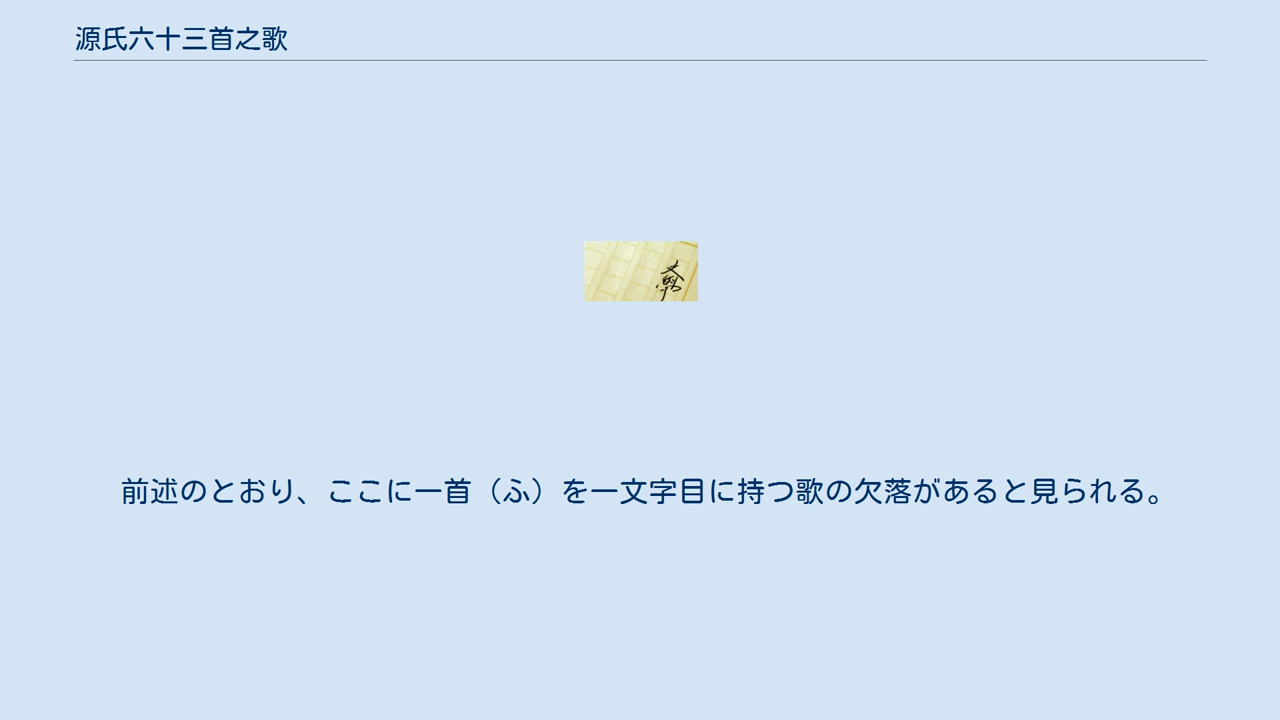 源氏六十三首之歌
前述のとおり、ここに一首（ふ）を一文字目に持つ歌の欠落があると見られる。